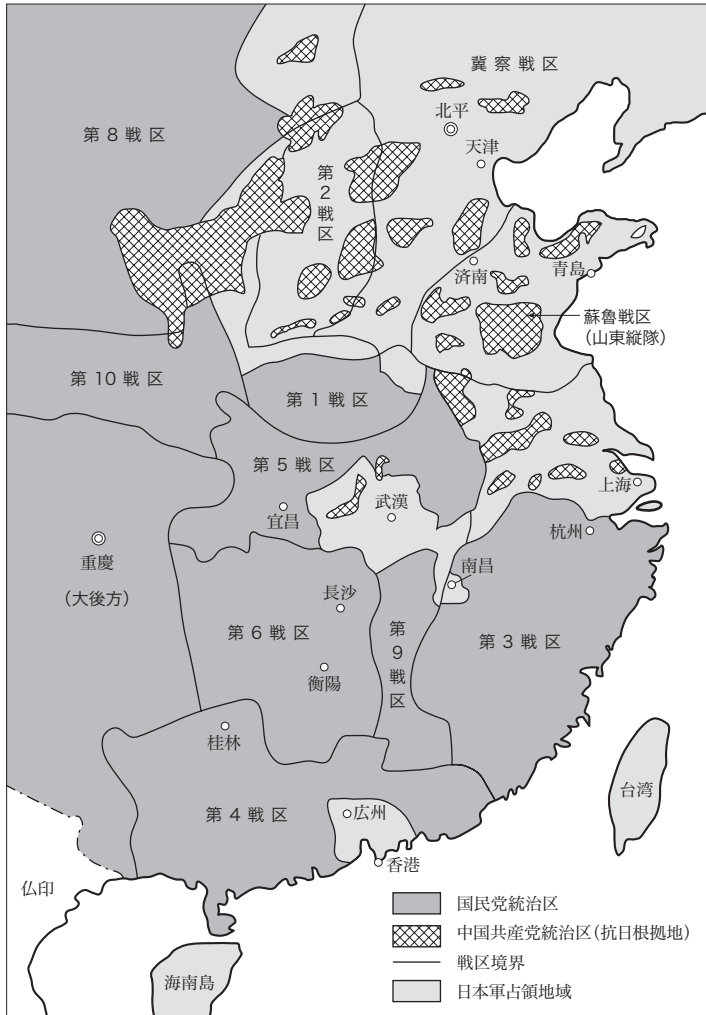 冀察戦区
北平
第8戦区
天津
第2戦区
済南
青島
蘇魯戦区
(山東縦隊)
第10戦区
第1戦区
第5戦区
上海
武漢
宜昌
杭州
重慶
南昌
(大後方)
長沙
第6戦区
第9戦区
第3戦区
衡陽
桂林
台湾
第4戦区
広州
香港
仏印
海南島
国民党統治区
中国共産党統治区(抗日根拠地)
戦区境界
日本軍占領地域